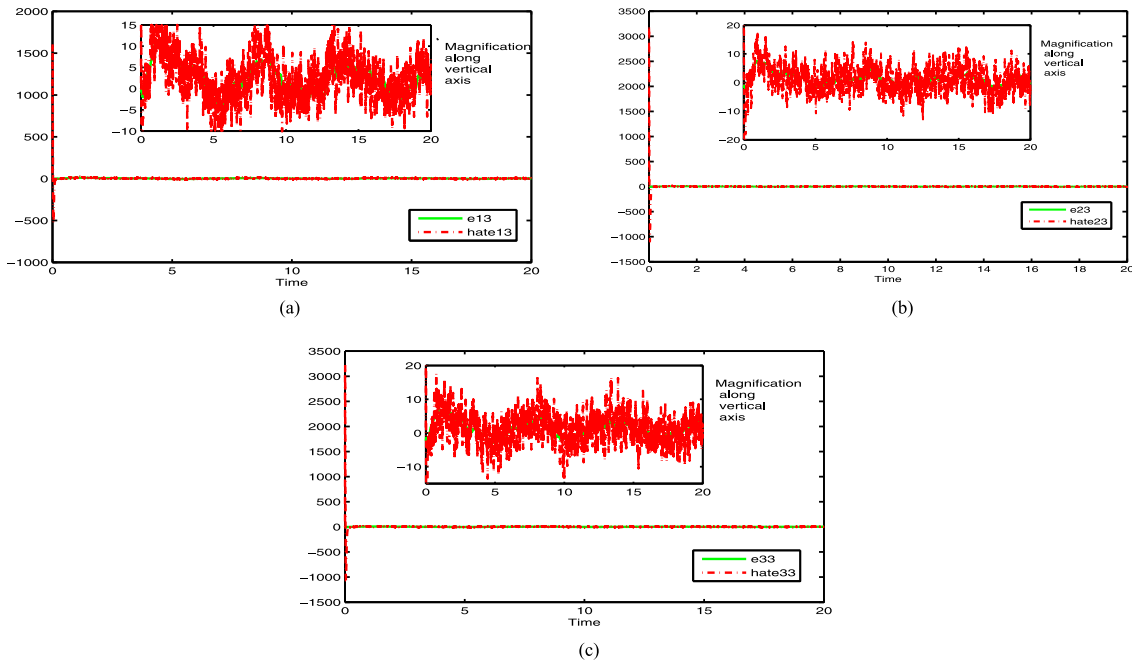 2000
1500
1000
500
0
−500
−1000
0 5 10 15 20
Time
15
10
5
0
−5
−10
0 5 10 15 20
Magnification
along
vertical
axis
e13
hate13
(a)
3500
3000
2500
2000
1500
1000
500
0
−500
−1000
−1500
0 2 4 6 8 10 12 14 16 18 20
Time
20
10
0
−10
−20
0 5 10 15 20
Magnification
along
vertical
axis
e23
hate23
(b)
3500
3000
2500
2000
1500
1000
500
0
−500
−1000
−1500
0 5 10 15 20
Time
20
10
0
−10
0 5 10 15 20
Magnification
along
vertical
axis
e33
hate33
(c)